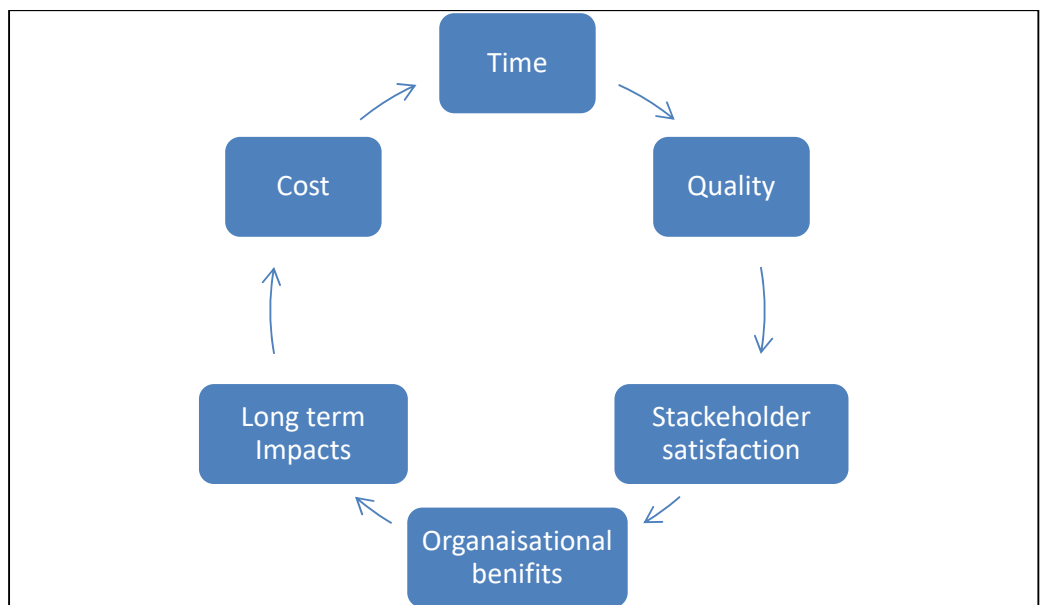 Time
Quality
Stackeholder
satisfaction
Organaisational
benifits
Long term
Impacts
Cost